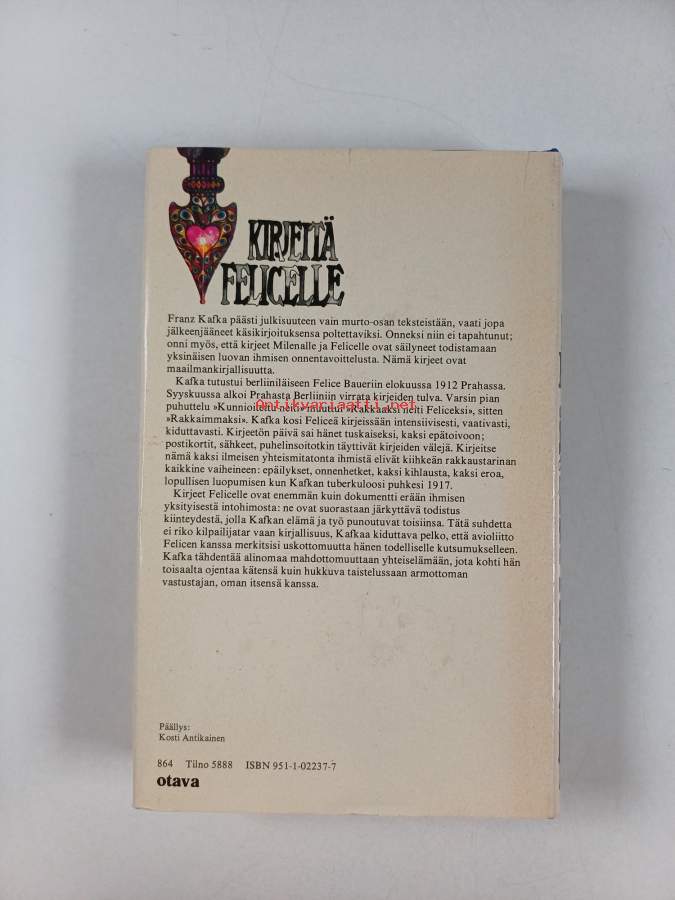 KIRJEITÄ
FELICELLE
Franz Kafka päästi julkisuuteen vain murto-osan teksteistään, vaati jopa
jälkeenjääneet käsikirjoituksensa poltettaviksi. Onneksi niin ei tapahtunut;
onni myös, että kirjeet Milenalle ja Felicelle ovat säilyneet todistamaan
yksinäisen luovan ihmisen onnentavoittelusta. Nämä kirjeet ovat
maailmankirjallisuutta.
Kafka tutustui berliiniläiseen Felice Baueriin elokuussa 1912 Prahassa.
Syyskuussa alkoi Prahasta Berliiniin virrata kirjeiden tulva. Varsin pian
puhuttelu »Kunnioitettu neiti» muuttui »Rakkaaksi neiti Feliceksi», sitten
Antikvariaatti.net
»Rakkaimmaksi». Kafka kosi Feliceä kirjeissään intensiivisesti, vaativasti,
kiduttavasti. Kirjeetön päivä sai hänet tuskaiseksi, kaksi epätoivoon;
postikortit, sähkeet, puhelinsoitotkin täyttivät kirjeiden välejä. Kirjeitse
nämä kaksi ilmeisen yhteismitatonta ihmistä elivät kiihkeän rakkaustarinan
kaikkine vaiheineen: epäilykset, onnenhetket, kaksi kihlausta, kaksi eroa,
lopullisen luopumisen kun Kafkan tuberkuloosi puhkesi 1917.
Kirjeet Felicelle ovat enemmän kuin dokumentti erään ihmisen
yksityisestä intohimosta: ne ovat suorastaan järkyttävä todistus
kiinteydestä, jolla Kafkan elämä ja työ punoutuvat toisiinsa. Tätä suhdetta
ei riko kilpailijatar vaan kirjallisuus, Kafkaa kiduttava pelko, että avioliitto
Felicen kanssa merkitsisi uskottomuutta hänen todelliselle kutsumukselleen.
Kafka tähdentää alinomaa mahdottomuuttaan yhteiselämään, jota kohti hän
toisaalta ojentaa kätensä kuin hukkuva taistelussaan armottoman
vastustajan, oman itsensä kanssa.
Päällys:
Kosti Antikainen
864 Tilno 5888 ISBN 951-1-02237-7
otava